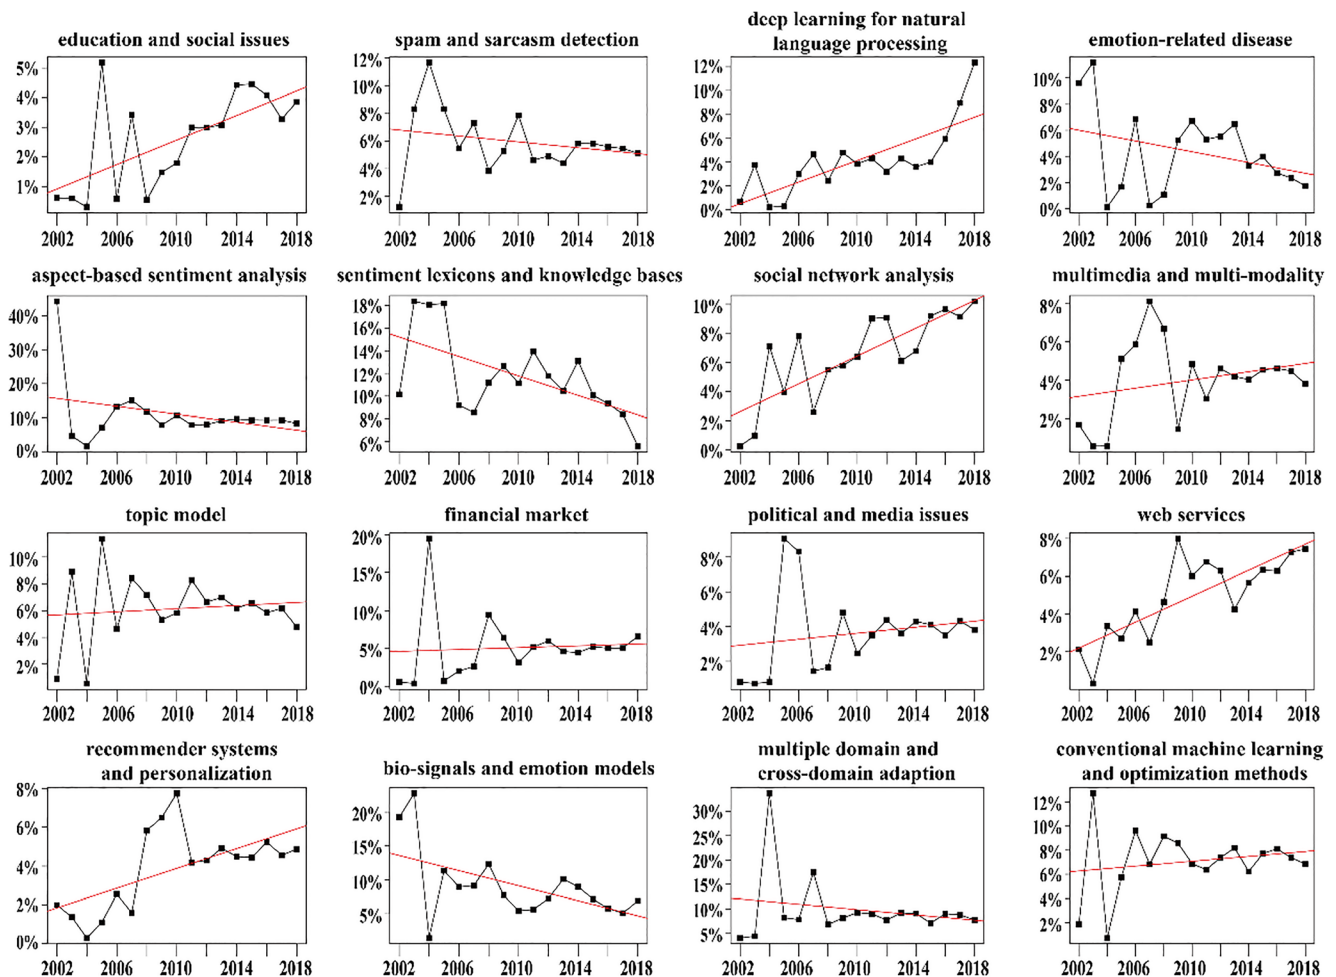 deep learning for natural
education and social issues spam and sarcasm detection language processing emotion-related disease
5% 4% 3% 2% 1%
12% 10% 8% 6% 4% 2%
12% 10% 8% 6% 4% 2% 0%
10% 8% 6% 4% 2% 0%
2002 2006 2010 2014 2018 2002 2006 2010 2014 2018 2002 2006 2010 2014 2018 2002 2006 2010 2014 2018
aspect-based sentiment analysis sentiment lexicons and knowledge bases social network analysis multimedia and multi-modality
40% 30% 20% 10% 0%
18% 16% 14% 12% 10% 8% 6%
10% 8% 6% 4% 2% 0%
8% 6% 4% 2%
2002 2006 2010 2014 2018 2002 2006 2010 2014 2018 2002 2006 2010 2014 2018 2002 2006 2010 2014 2018
topic model financial market political and media issues web services
10% 8% 6% 4% 2%
20% 15% 10% 5% 0%
8% 6% 4% 2%
8% 6% 4% 2%
2002 2006 2010 2014 2018 2002 2006 2010 2014 2018 2002 2006 2010 2014 2018 2002 2006 2010 2014 2018
recommender systems multiple domain and conventional machine learning
and personalization bio-signals and emotion models cross-domain adaption and optimization methods
8% 6% 4% 2% 0%
20% 15% 10% 5%
30% 25% 20% 15% 10% 5%
12% 10% 8% 6% 4% 2%
2002 2006 2010 2014 2018 2002 2006 2010 2014 2018 2002 2006 2010 2014 2018 2002 2006 2010 2014 2018